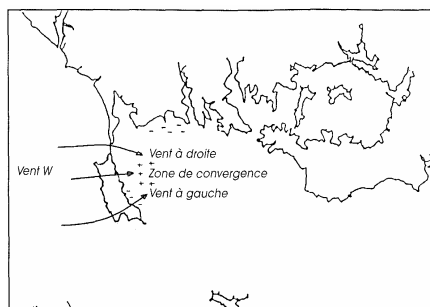 Vent à droite
Vent W
Zone de convergence
Vent à gauche